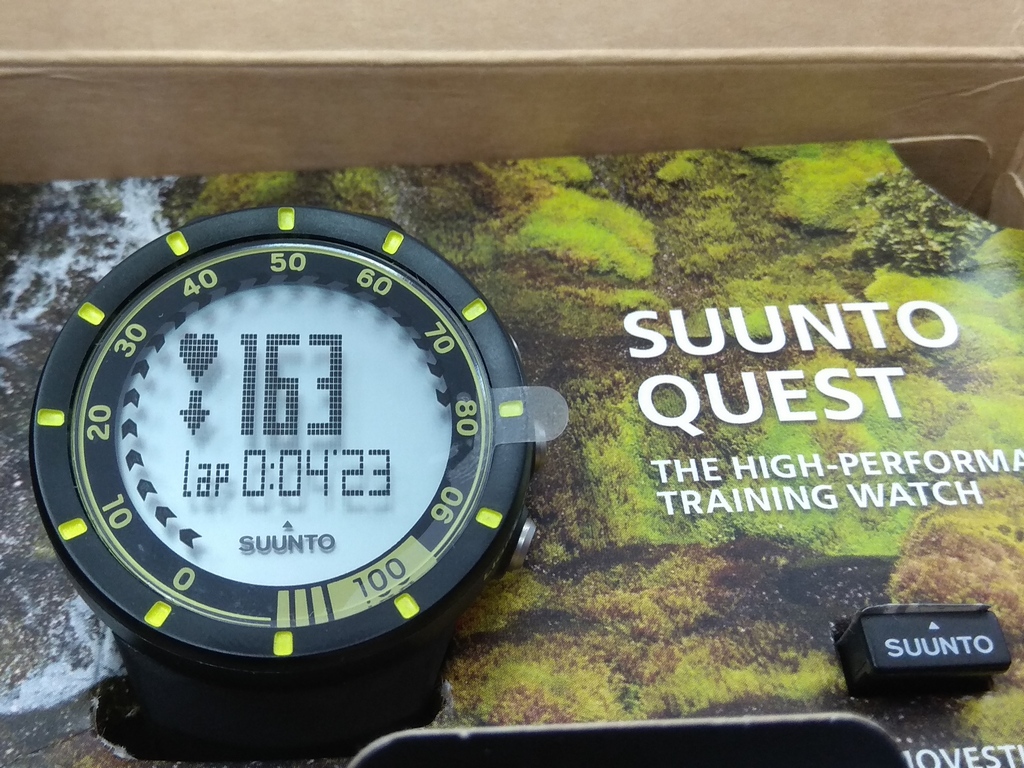 0
10
20
30
40
50
60
70
80
90
100
163
lap 0:04'23
SUUNTO
SUUNTO
QUEST
THE HIGH-PERFORMA
TRAINING WATCH
SUUNTO